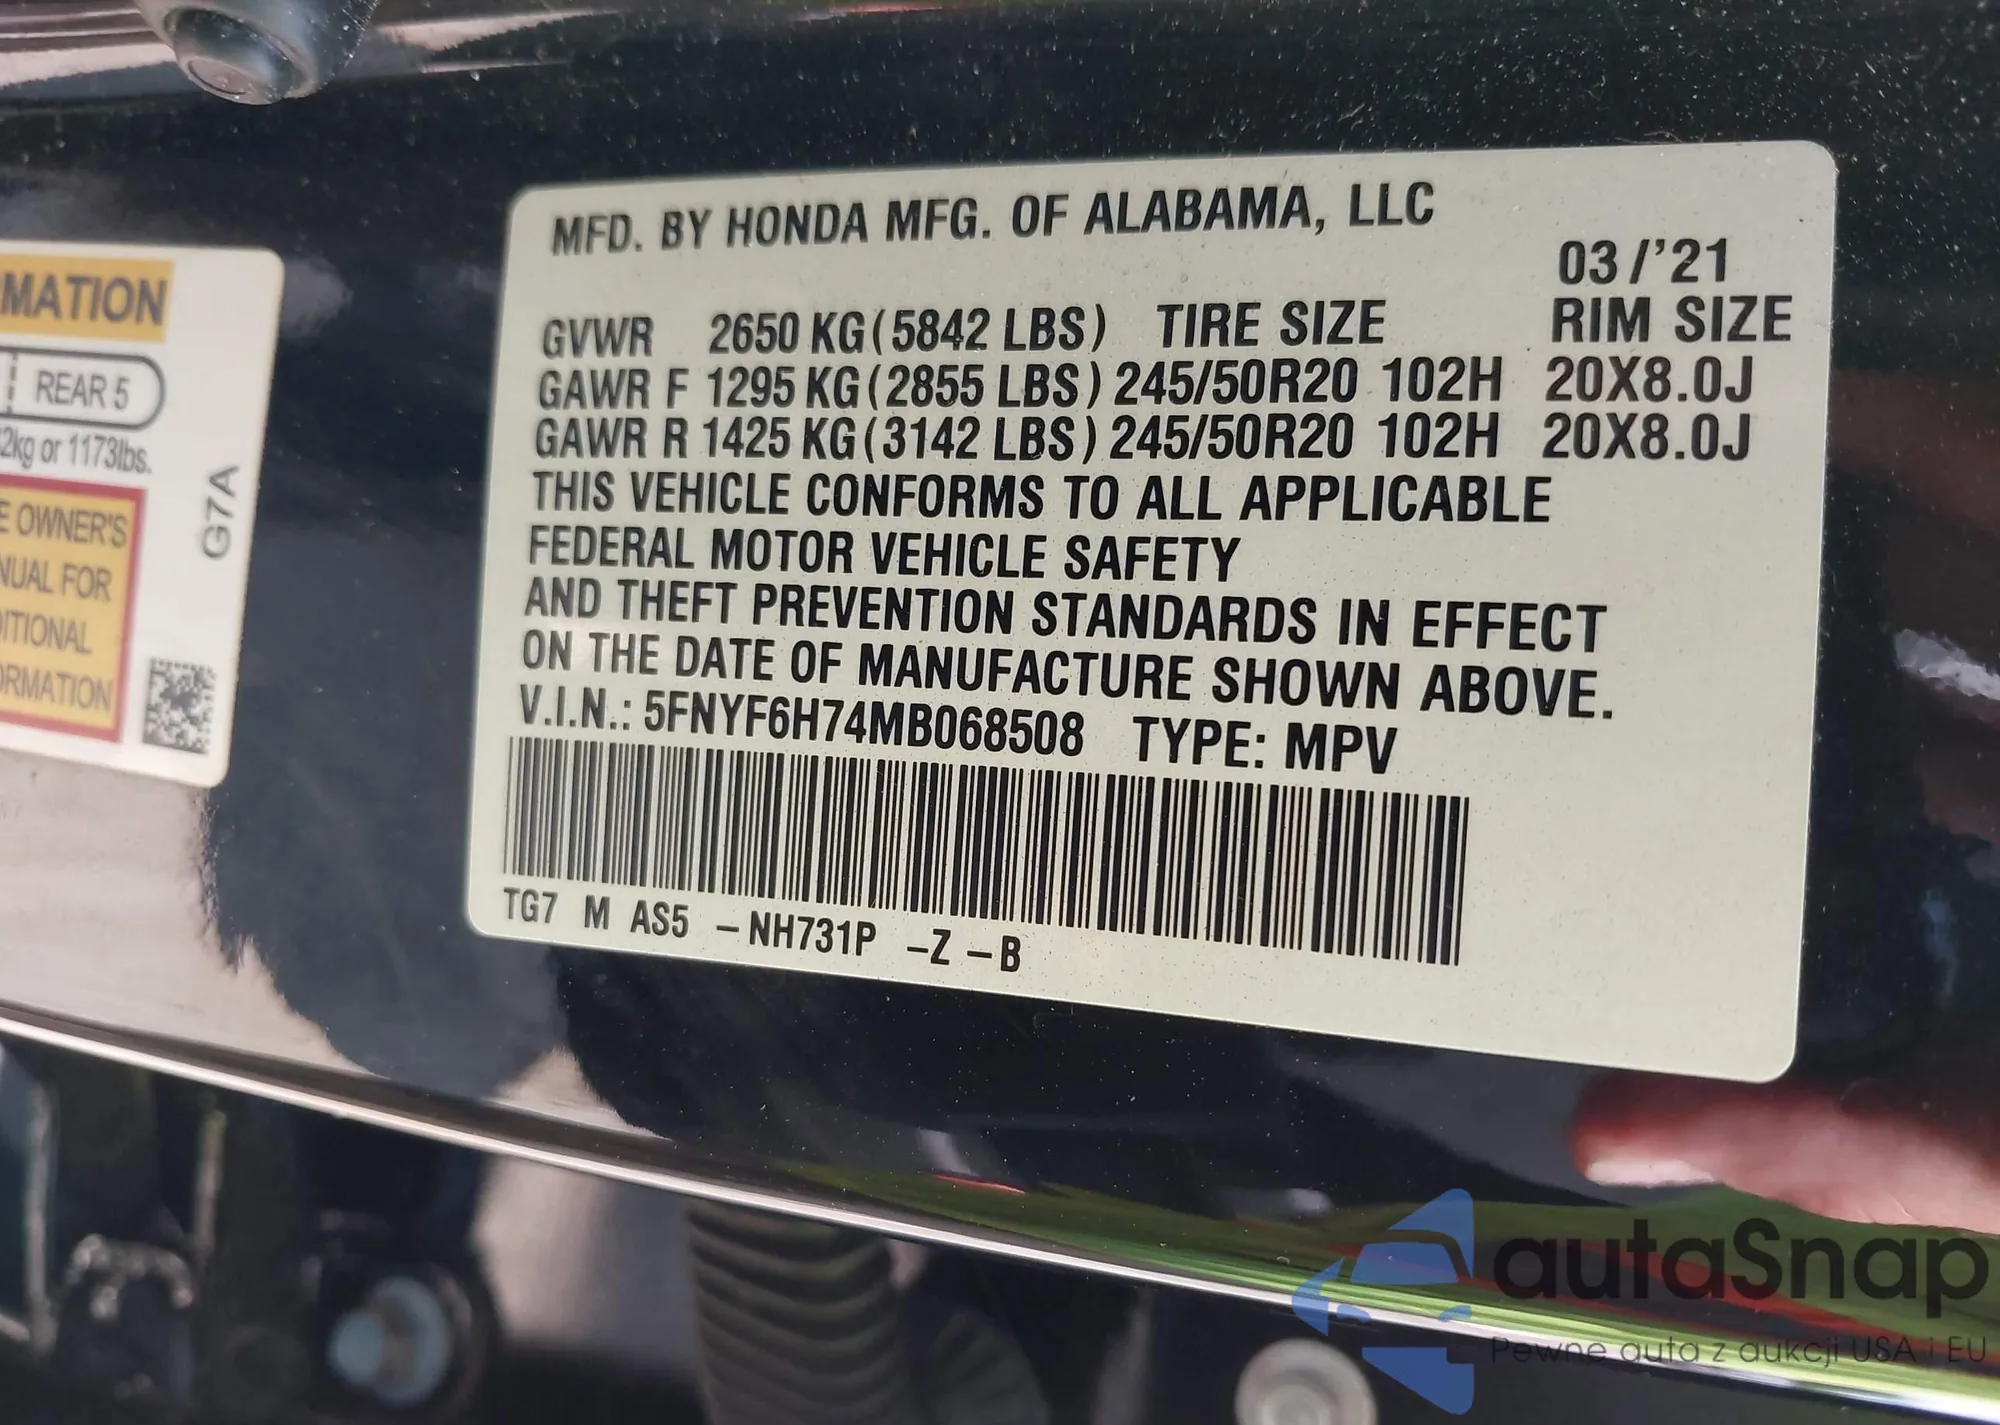 MFD. BY HONDA MFG. OF ALABAMA, LLC
03/'21
GVWR 2650 KG (5842 LBS) TIRE SIZE RIM SIZE
GAWR F 1295 KG (2855 LBS) 245/50R20 102H 20X8.0J
GAWR R 1425 KG (3142 LBS) 245/50R20 102H 20X8.0J
THIS VEHICLE CONFORMS TO ALL APPLICABLE
FEDERAL MOTOR VEHICLE SAFETY
AND THEFT PREVENTION STANDARDS IN EFFECT
ON THE DATE OF MANUFACTURE SHOWN ABOVE.
V.I.N.: 5FNYF6H74MB068508 TYPE: MPV
TG7 M AS5 –NH731P –Z –B
MATION
REAR 5
2kg or 1173lbs.
E OWNER'S
NUAL FOR
ITIONAL
ORMATION
G7A
autaSnap
Pewne auta z aukcji USA i EU